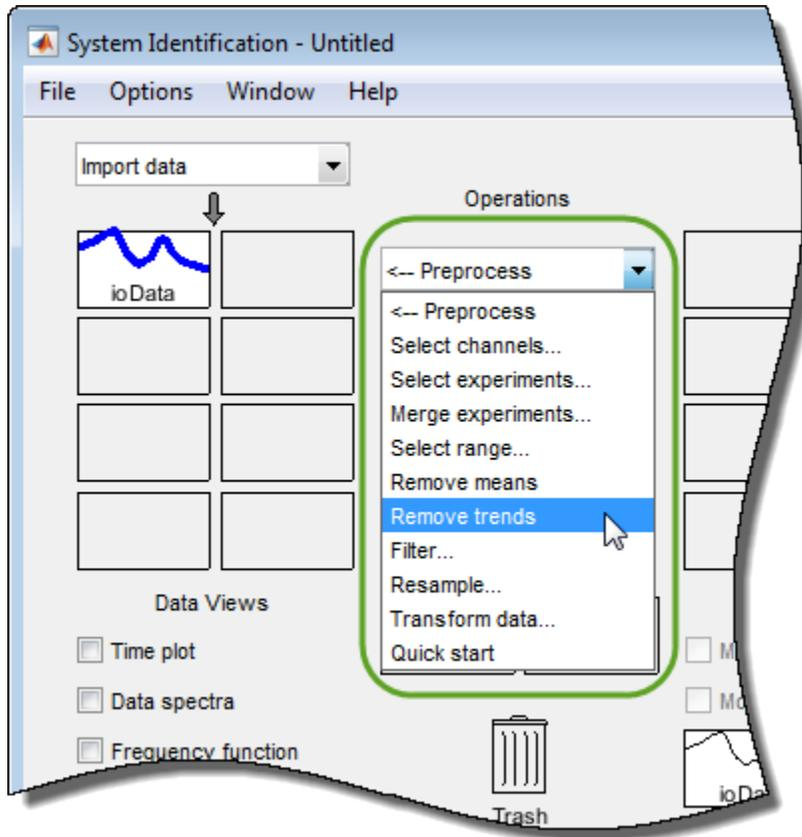 System Identification - Untitled
File Options Window Help
Import data
Operations
ioData
<-- Preprocess
<-- Preprocess
Select channels...
Select experiments...
Merge experiments...
Select range...
Remove means
Remove trends
Filter...
Resample...
Transform data...
Quick start
Data Views
Time plot
Data spectra
Frequency function
Trash